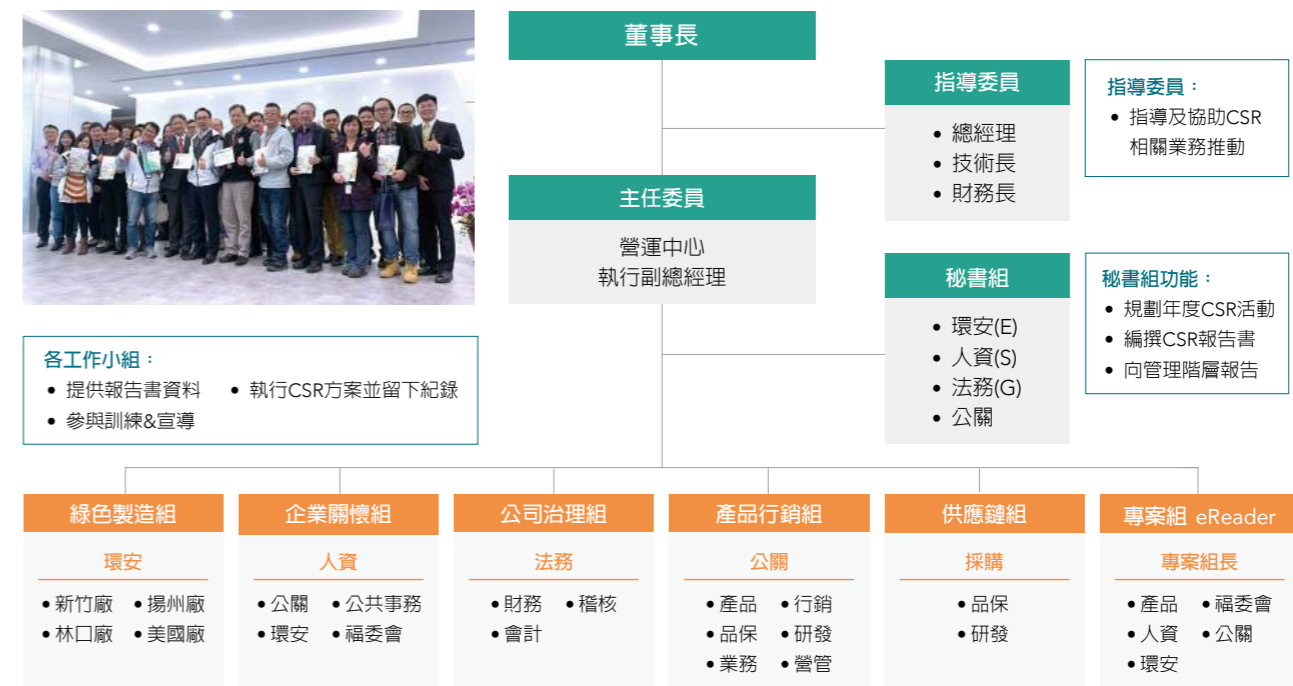 董事長
指導委員
• 總經理
• 技術長
• 財務長
指導委員：
• 指導及協助CSR
相關業務推動
主任委員
營運中心
執行副總經理
秘書組
• 環安(E)
• 人資(S)
• 法務(G)
• 公關
秘書組功能：
• 規劃年度CSR活動
• 編撰CSR報告書
• 向管理階層報告
各工作小組：
• 提供報告書資料 • 執行CSR方案並留下紀錄
• 參與訓練&宣導
綠色製造組
環安
• 新竹廠 • 揚州廠
• 林口廠 • 美國廠
企業關懷組
人資
• 公關 • 公共事務
• 環安 • 福委會
公司治理組
法務
• 財務 • 稽核
• 會計
產品行銷組
公關
• 產品 • 行銷
• 品保 • 研發
• 業務 • 營管
供應鏈組
採購
• 品保
• 研發
專案組 eReader
專案組長
• 產品 • 福委會
• 人資 • 公關
• 環安